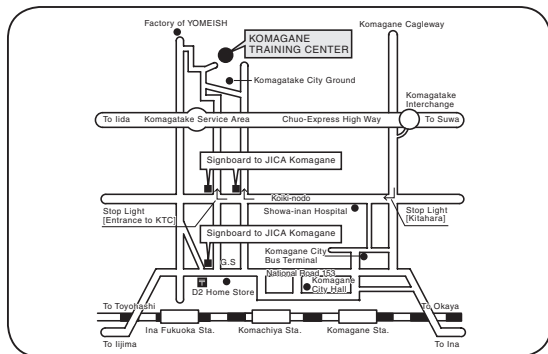 Factory of YOMEISH
Komagane Cagleway
KOMAGANE
TRAINING CENTER
Komagatake City Ground
Komagatake
Interchange
To Iida
Komagatake Service Area
Chuo-Express High Way
To Suwa
Signboard to JICA Komagane
Koiki-nodo
Stop Light
[Entrance to KTC]
Showa-inan Hospital
Stop Light
[Kitahara]
Signboard to JICA Komagane
Komagane City
Bus Terminal
G.S
National Road 153
D2 Home Store
Komagane
City Hall
To Toyohashi
To Okaya
Ina Fukuoka Sta.
Komachiya Sta.
Komagane Sta.
To Iijima
To Ina